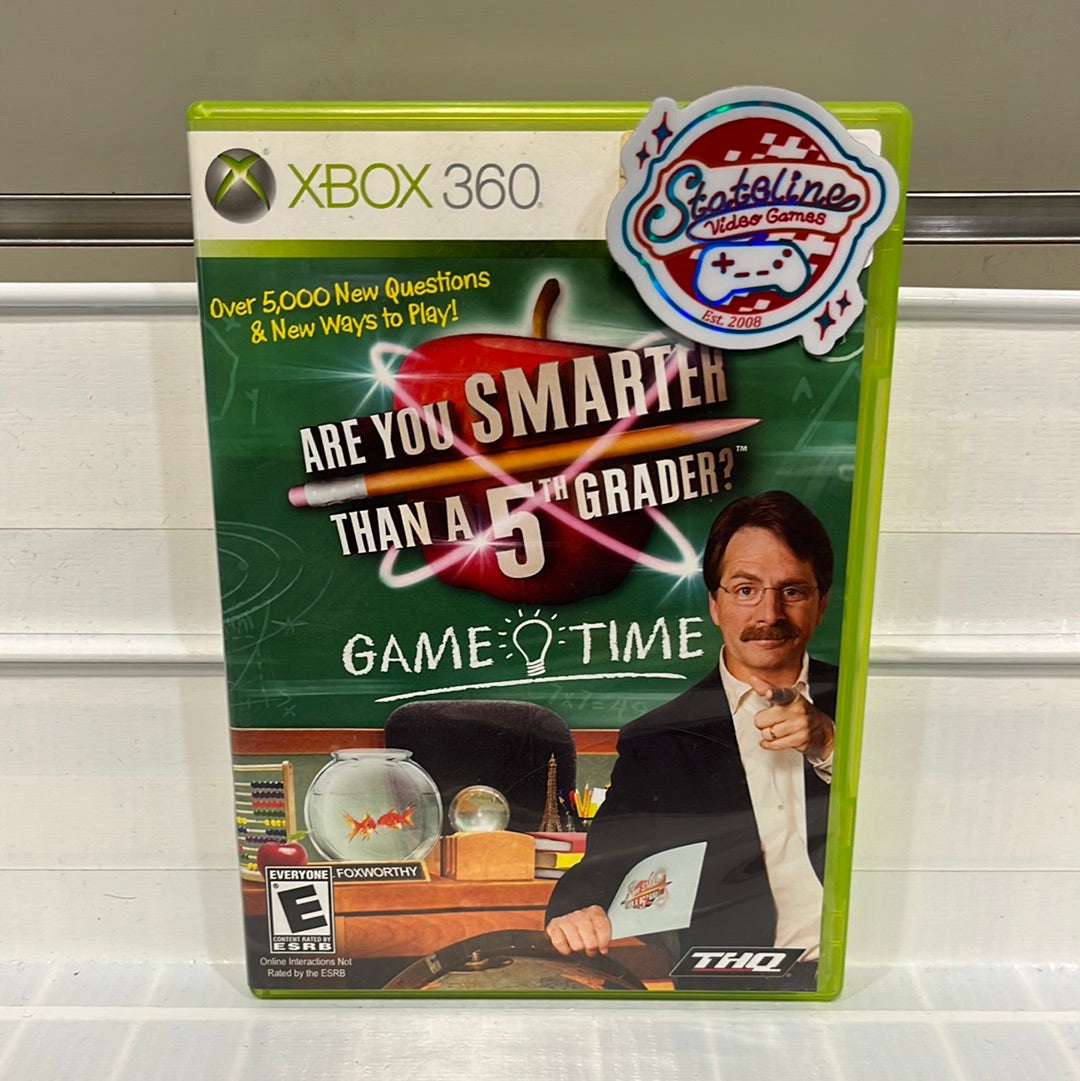 XBOX 360
Stateline
Video Games
Est. 2008
Over 5,000 New Questions
& New Ways to Play!
ARE YOU SMARTER
THAN A 5TH GRADER?™
GAME TIME
7x7=49
FOXWORTHY
EVERYONE
E
CONTENT RATED BY
ESRB
Online Interactions Not
Rated by the ESRB
THQ